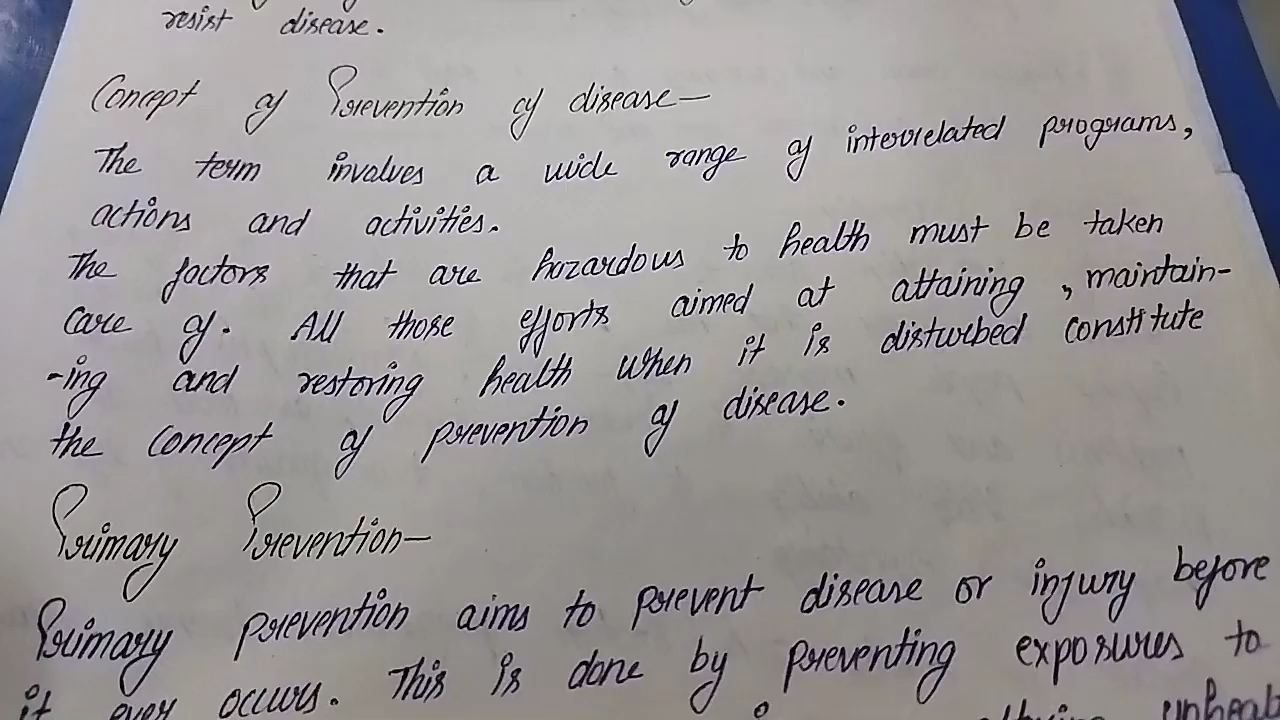 resist disease.
Concept of Prevention of disease—
The term involves a wide range of interrelated programs,
actions and activities.
The factors that are hazardous to health must be taken
care of. All those efforts aimed at attaining, maintain-
-ing and restoring health when it is disturbed constitute
the concept of prevention of disease.
Primary Prevention—
Primary prevention aims to prevent disease or injury before
it ever occurs. This is done by preventing exposures to